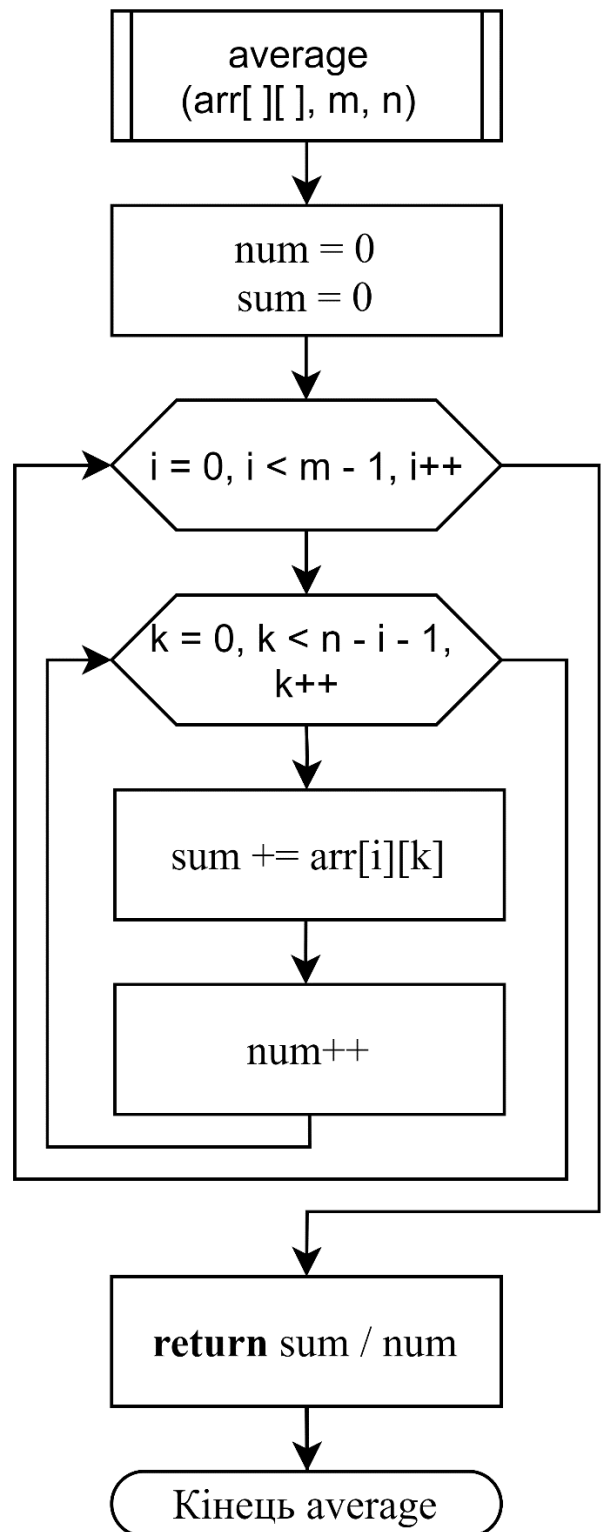 average
(arr[ ][ ], m, n)
num = 0
sum = 0
i = 0, i < m - 1, i++
k = 0, k < n - i - 1,
k++
sum += arr[i][k]
num++
return sum / num
Кінець average